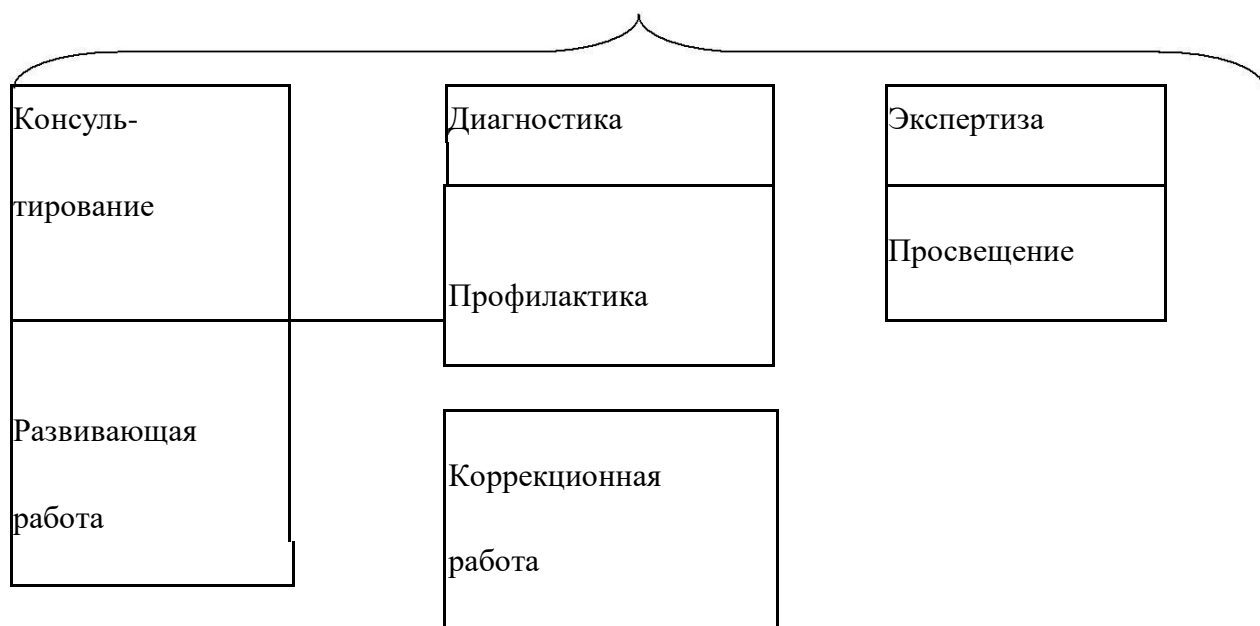 Консуль-
тирование
Развивающая
работа
Диагностика
Профилактика
Коррекционная
работа
Экспертиза
Просвещение